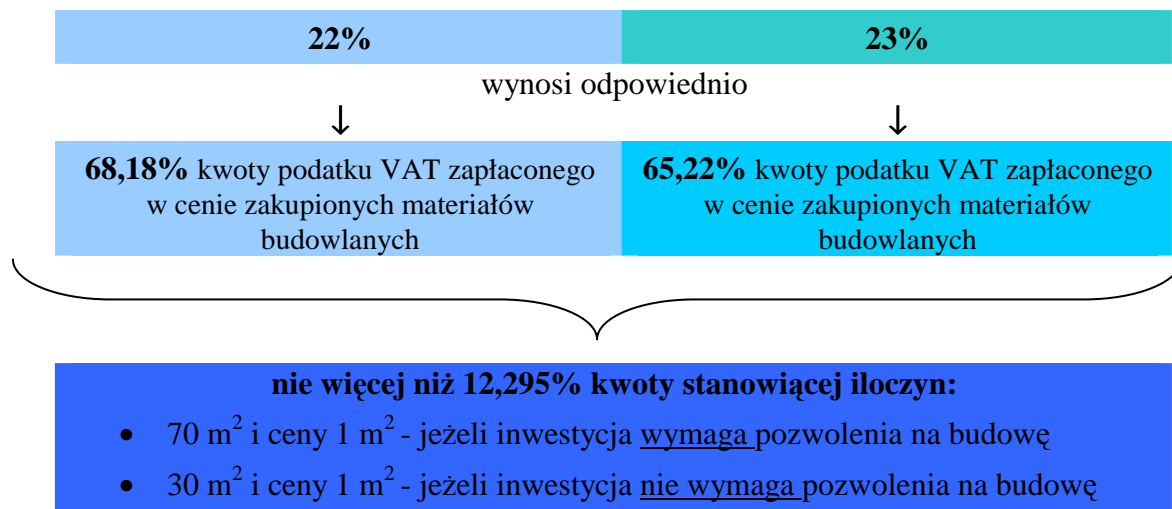 22% 23%
wynosi odpowiednio
↓ ↓
68,18% kwoty podatku VAT zapłaconego
w cenie zakupionych materiałów
budowlanych
65,22% kwoty podatku VAT zapłaconego
w cenie zakupionych materiałów
budowlanych
nie więcej niż 12,295% kwoty stanowiącej iloczyn:
• 70 m² i ceny 1 m² - jeżeli inwestycja wymaga pozwolenia na budowę
• 30 m² i ceny 1 m² - jeżeli inwestycja nie wymaga pozwolenia na budowę